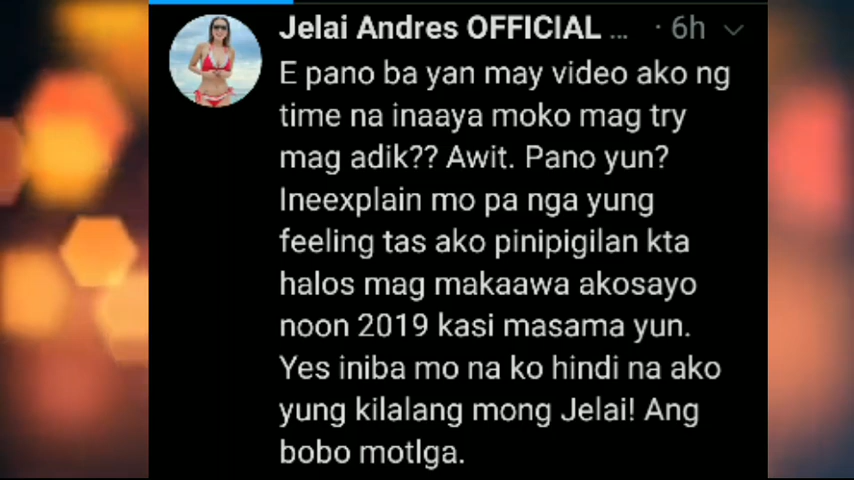 Jelai Andres OFFICIAL ... · 6h
E pano ba yan may video ako ng
time na inaaya moko mag try
mag adik?? Awit. Pano yun?
Ineexplain mo pa nga yung
feeling tas ako pinipigilan kta
halos mag makaawa akosayo
noon 2019 kasi masama yun.
Yes iniba mo na ko hindi na ako
yung kilalang mong Jelai! Ang
bobo motlga.